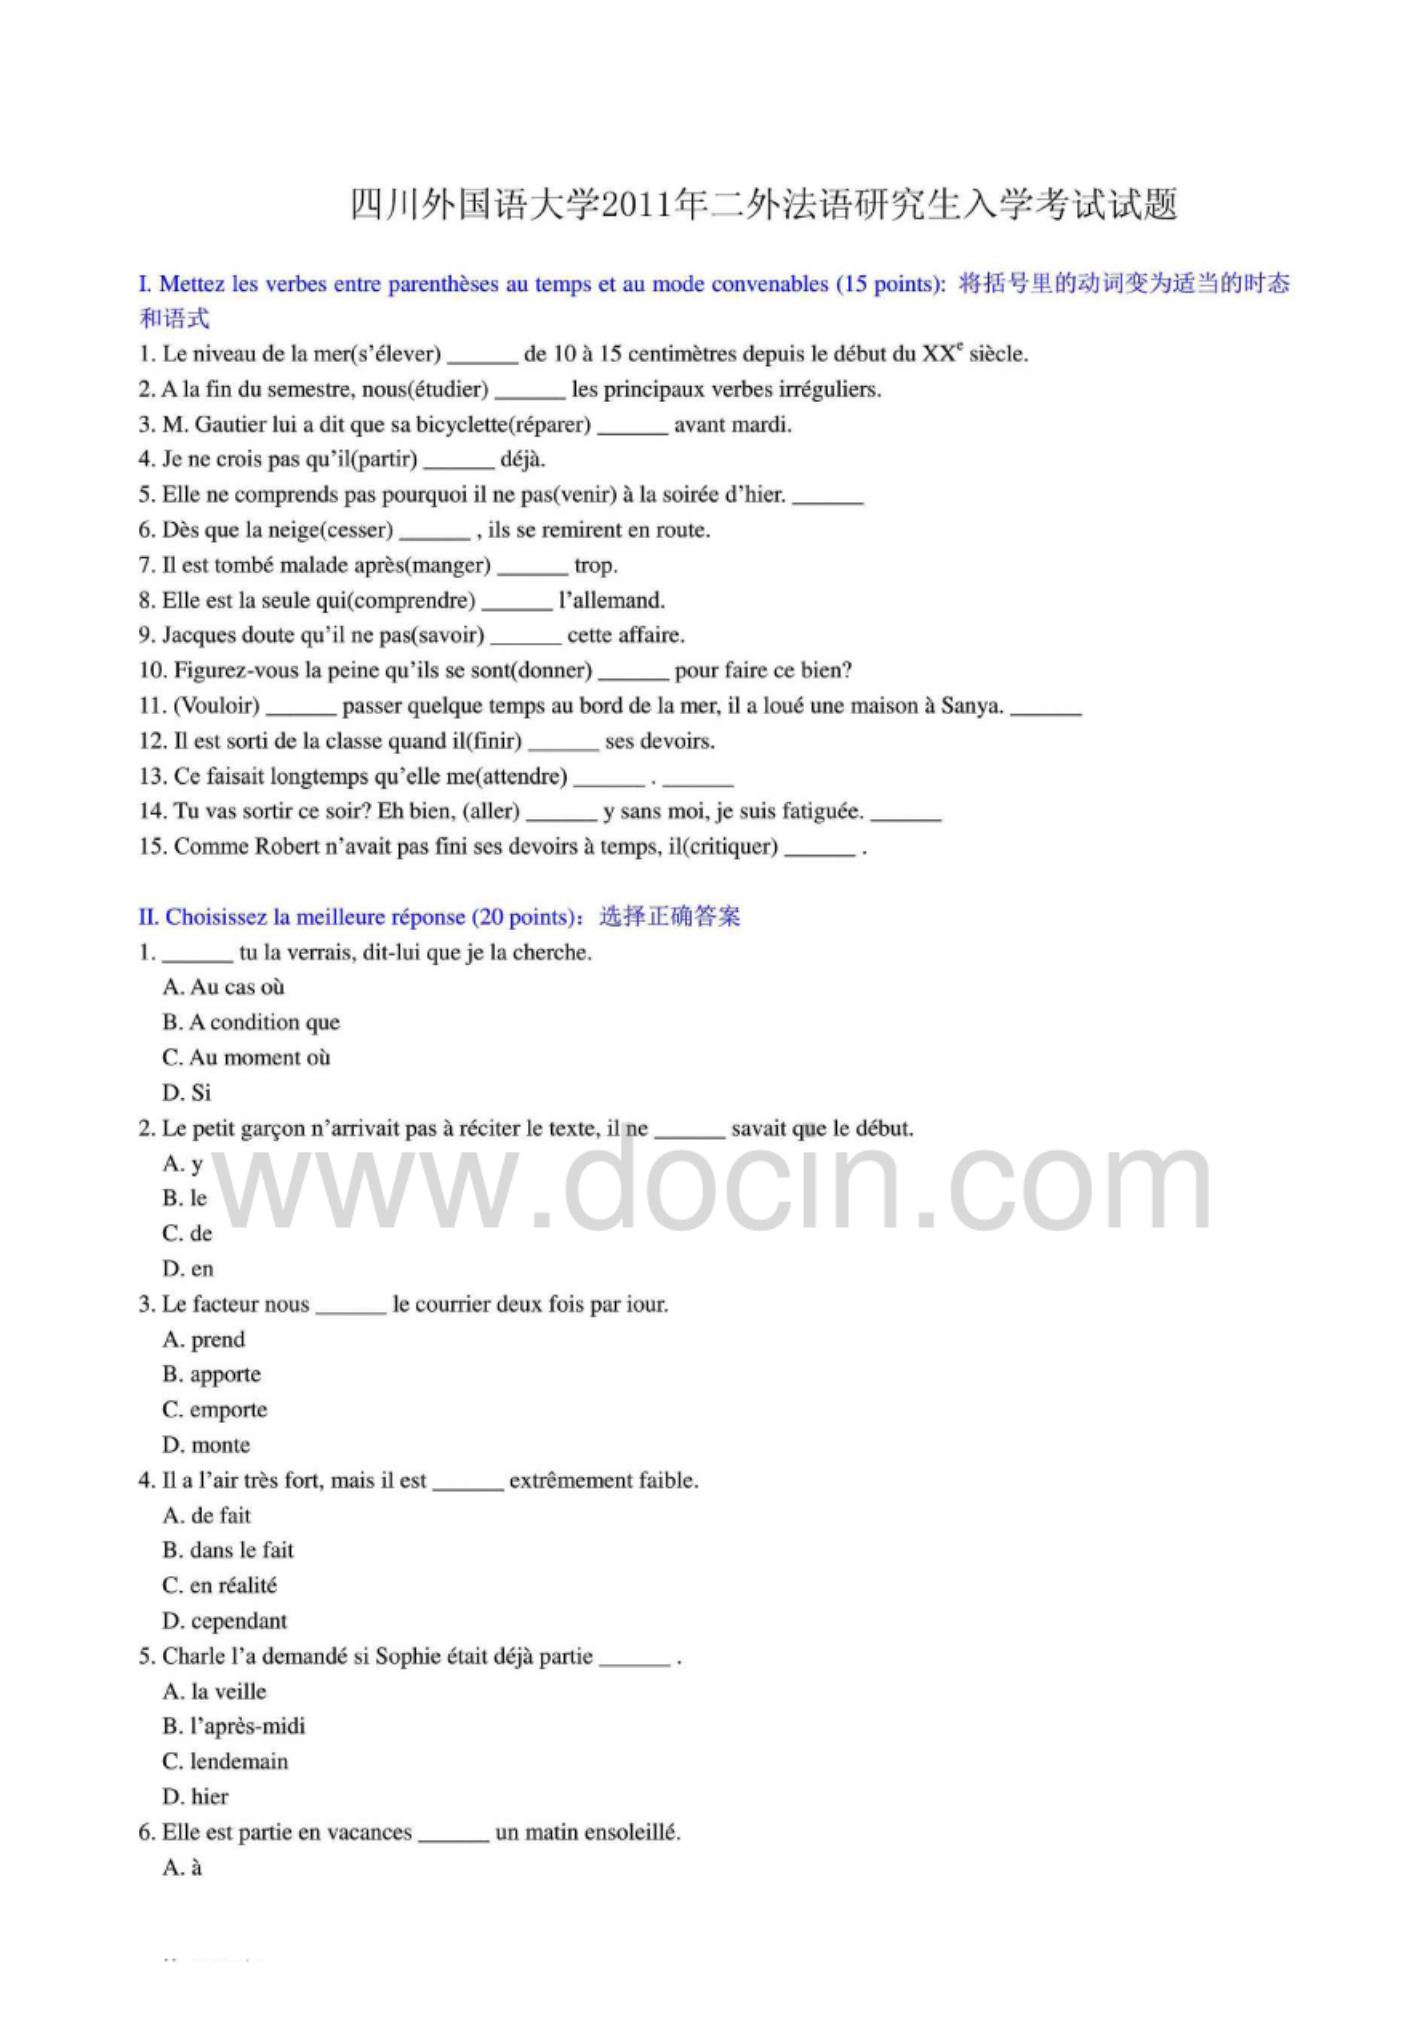 四川外国语大学2011年二外法语研究生入学考试试题
I. Mettez les verbes entre parenthèses au temps et au mode convenables (15 points): 将括号里的动词变为适当的时态
和语式
1. Le niveau de la mer(s’élever) ______ de 10 à 15 centimètres depuis le début du XXᵉ siècle.
2. A la fin du semestre, nous(étudier) ______ les principaux verbes irréguliers.
3. M. Gautier lui a dit que sa bicyclette(réparer) ______ avant mardi.
4. Je ne crois pas qu’il(partir) ______ déjà.
5. Elle ne comprends pas pourquoi il ne pas(venir) à la soirée d’hier. ______
6. Dès que la neige(cesser) ______ , ils se remirent en route.
7. Il est tombé malade après(manger) ______ trop.
8. Elle est la seule qui(comprendre) ______ l’allemand.
9. Jacques doute qu’il ne pas(savoir) ______ cette affaire.
10. Figurez-vous la peine qu’ils se sont(donner) ______ pour faire ce bien?
11. (Vouloir) ______ passer quelque temps au bord de la mer, il a loué une maison à Sanya. ______
12. Il est sorti de la classe quand il(finir) ______ ses devoirs.
13. Ce faisait longtemps qu’elle me(attendre) ______ . ______
14. Tu vas sortir ce soir? Eh bien, (aller) ______ y sans moi, je suis fatiguée. ______
15. Comme Robert n’avait pas fini ses devoirs à temps, il(critiquer) ______ .
II. Choisissez la meilleure réponse (20 points)：选择正确答案
1. ______ tu la verrais, dit-lui que je la cherche.
A. Au cas où
B. A condition que
C. Au moment où
D. Si
2. Le petit garçon n’arrivait pas à réciter le texte, il ne ______ savait que le début.
A. y
B. le
C. de
D. en
www.docin.com
3. Le facteur nous ______ le courrier deux fois par iour.
A. prend
B. apporte
C. emporte
D. monte
4. Il a l’air très fort, mais il est ______ extrêmement faible.
A. de fait
B. dans le fait
C. en réalité
D. cependant
5. Charle l’a demandé si Sophie était déjà partie ______ .
A. la veille
B. l’après-midi
C. lendemain
D. hier
6. Elle est partie en vacances ______ un matin ensoleillé.
A. à